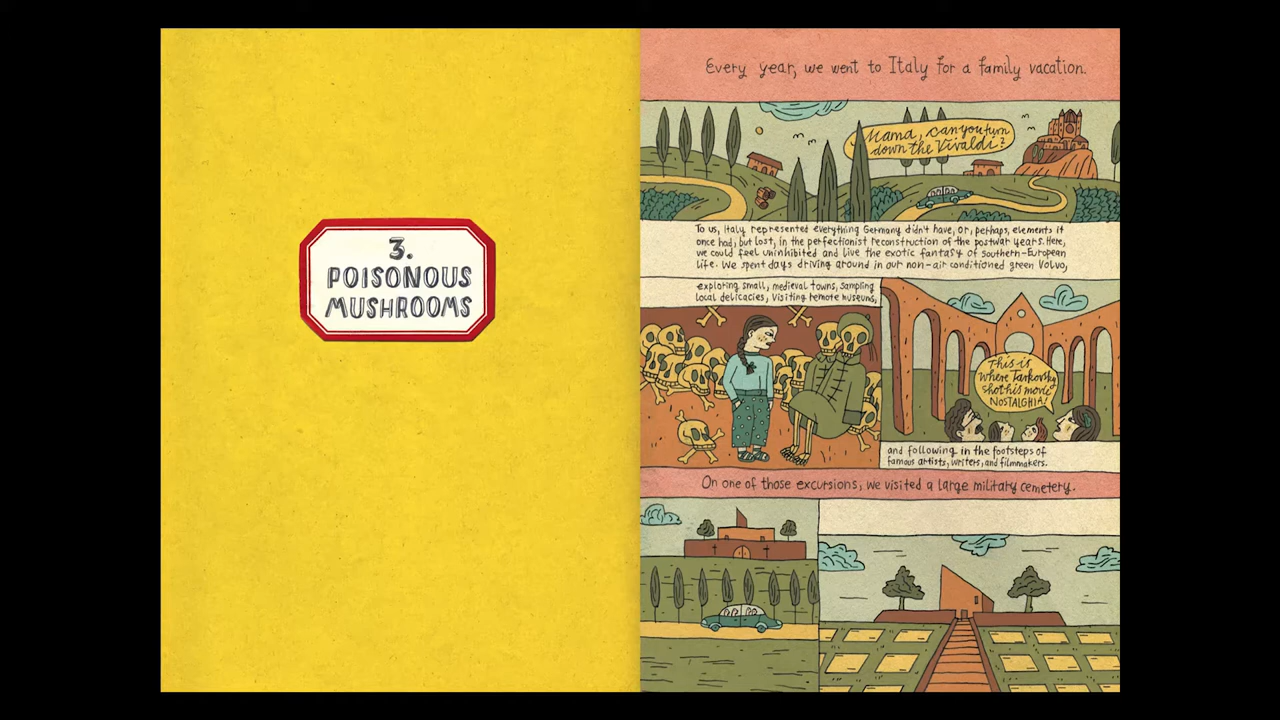 3.
POISONOUS
MUSHROOMS
Every year, we went to Italy for a family vacation.
Mama, can you turn
down the Vivaldi?
To us, Italy represented everything Germany didn't have, or, perhaps, elements it
once had, but lost, in the perfectionist reconstruction of the postwar years. Here,
we could feel uninhibited and live the exotic fantasy of southern-European
life. We spent days driving around in our non-air conditioned green Volvo,
exploring small, medieval towns, sampling
local delicacies, visiting remote museums,
This is
where Tarkovsky
shot his movie
NOSTALGHIA!
and following in the footsteps of
famous artists, writers, and filmmakers.
On one of those excursions, we visited a large military cemetery.